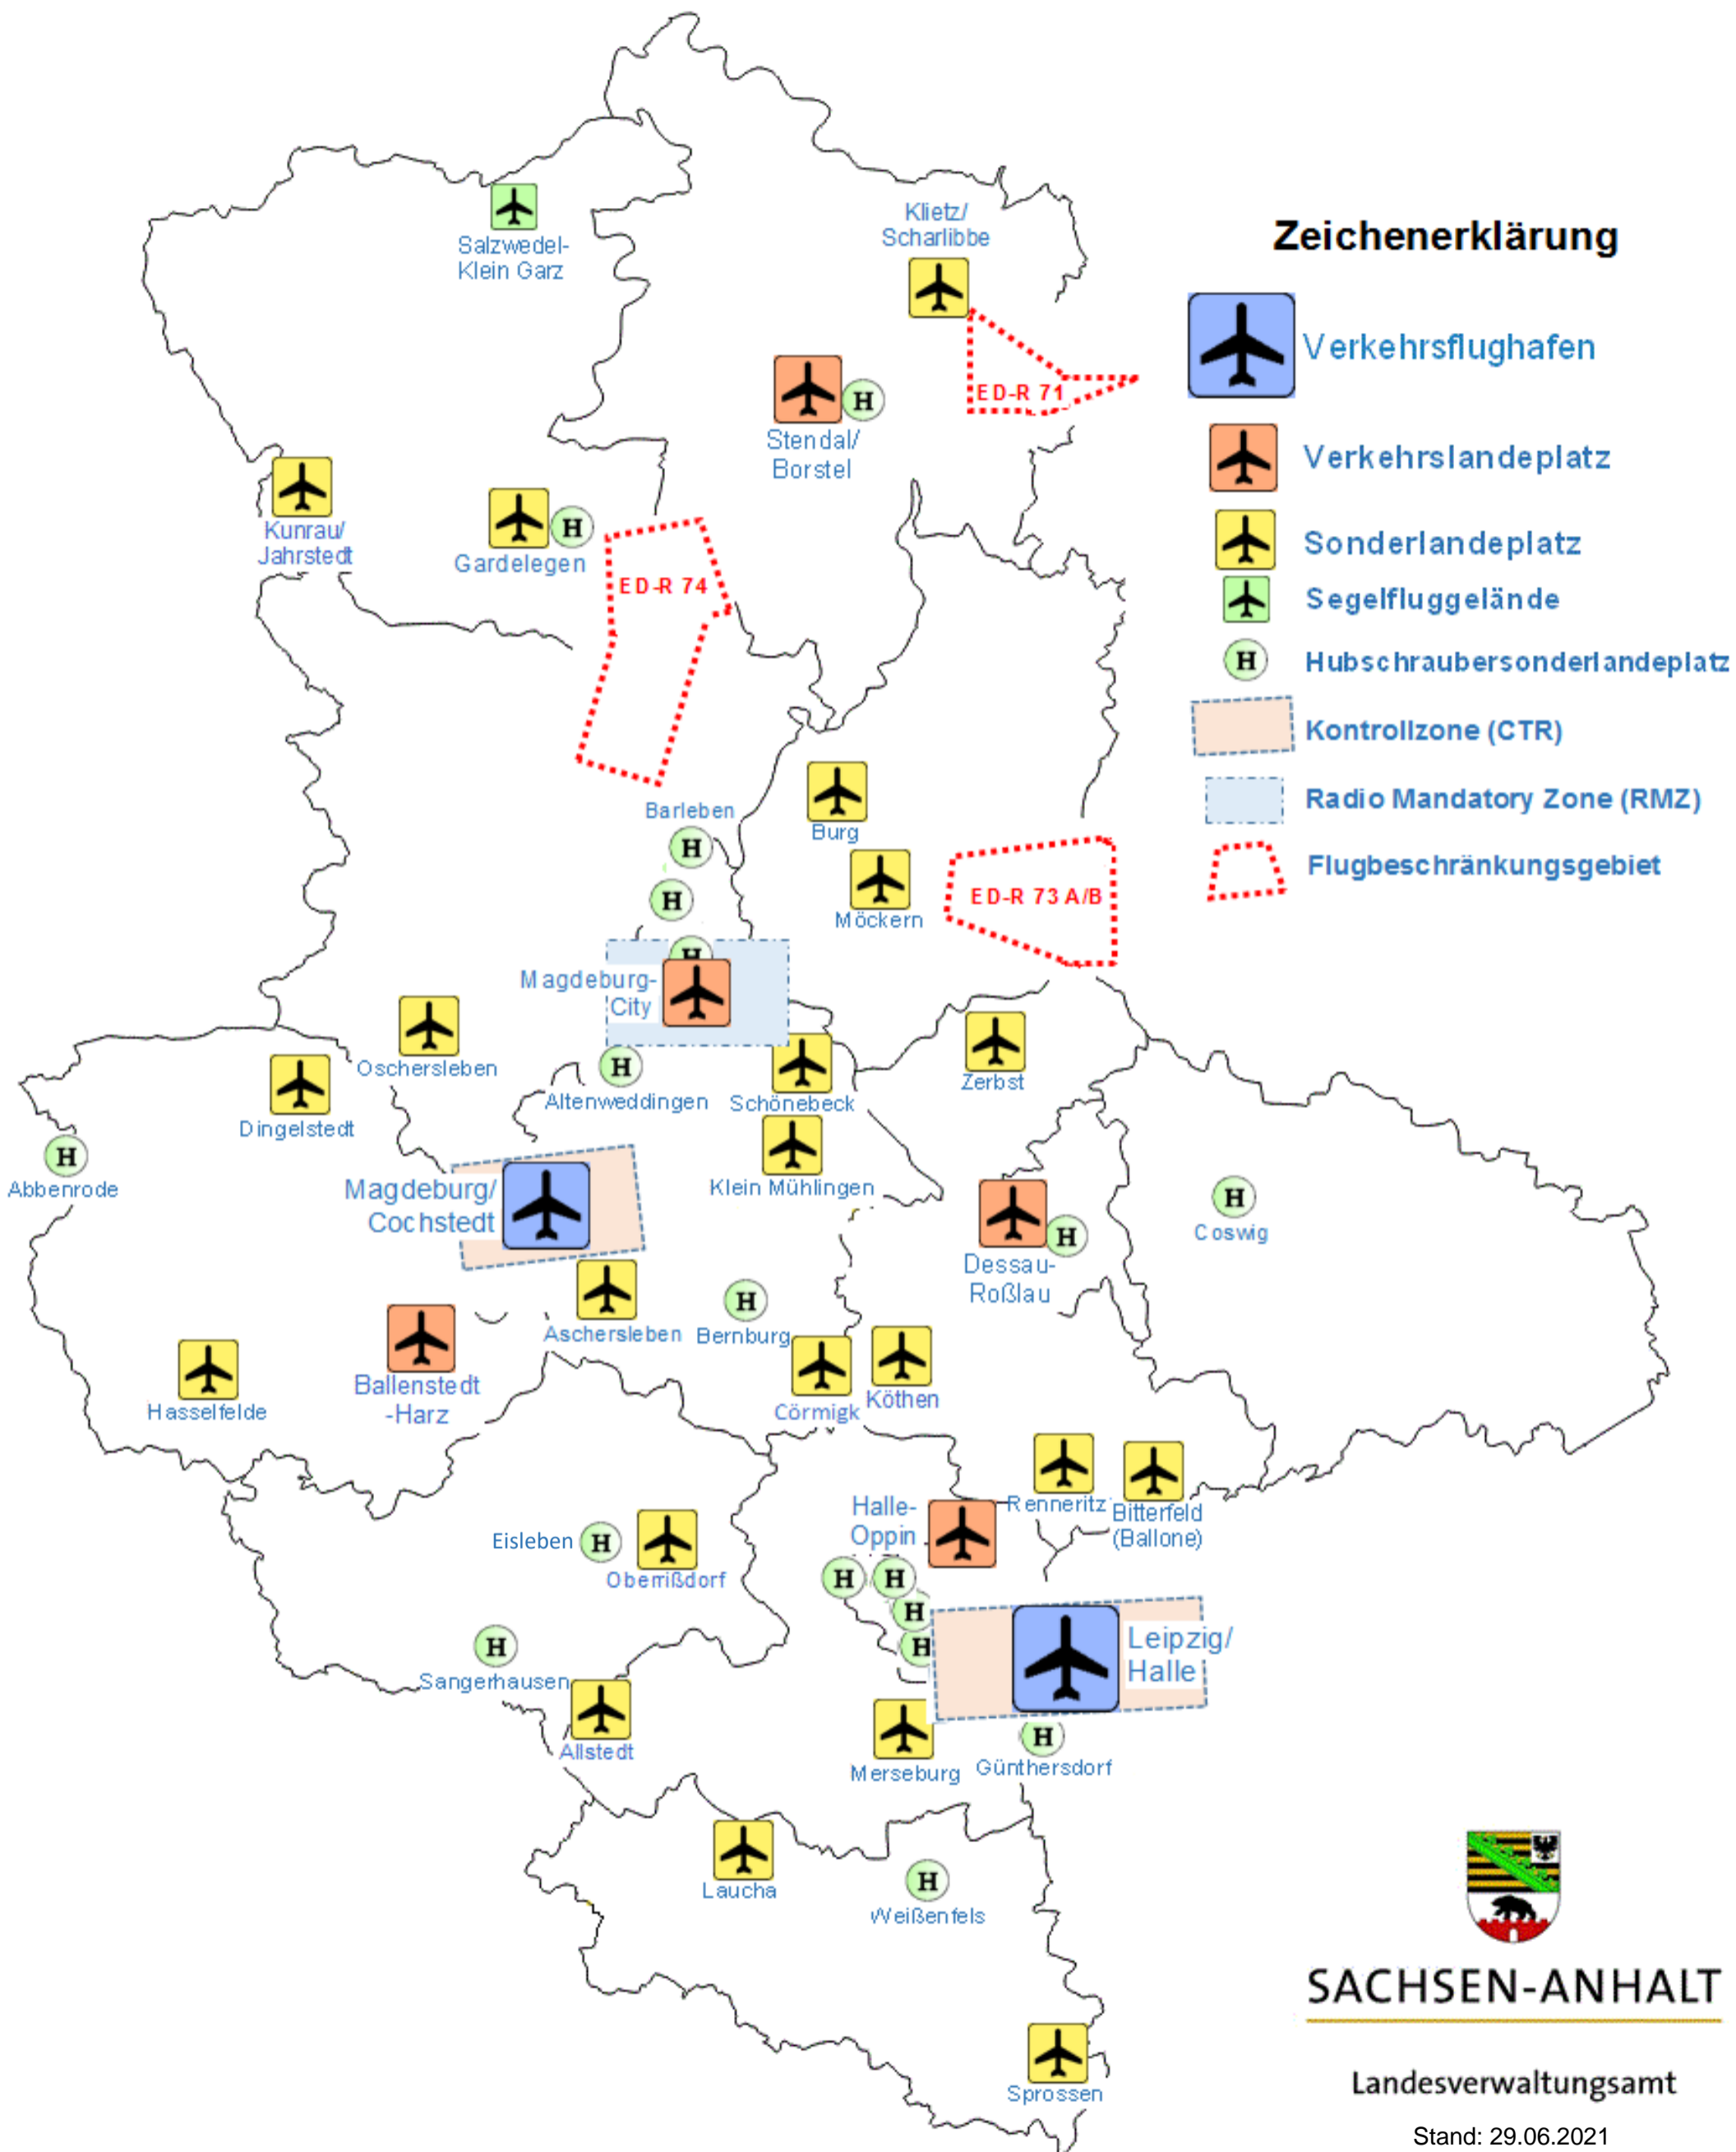 Salzwedel-
Klein Garz
Klietz/
Scharlibbe
ED-R 71
H
Stendal/
Borstel
Kunrau/
Jahrstedt
H
Gardelegen
ED-R 74
Barleben
H
Burg
H
Möckern
ED-R 73 A/B
H
Magdeburg-
City
Oschersleben
H
Altenweddingen
Schönebeck
Zerbst
Dingelstedt
H
Abbenrode
Klein Mühlingen
Magdeburg/
Cochstedt
H
Dessau-
Roßlau
H
Coswig
Aschersleben
H
Bernburg
Ballenstedt
-Harz
Hasselfelde
Cörmigk
Köthen
Renneritz
Bitterfeld
(Ballone)
Halle-
Oppin
Eisleben
H
Oberrißdorf
H
H
H
H
Leipzig/
Halle
H
Sangerhausen
Allstedt
Merseburg
H
Günthersdorf
Laucha
H
Weißenfels
Sprossen
Zeichenerklärung
Verkehrsflughafen
Verkehrslandeplatz
Sonderlandeplatz
Segelfluggelände
H
Hubschraubersonderlandeplatz
Kontrollzone (CTR)
Radio Mandatory Zone (RMZ)
Flugbeschränkungsgebiet
SACHSEN-ANHALT
Landesverwaltungsamt
Stand: 29.06.2021